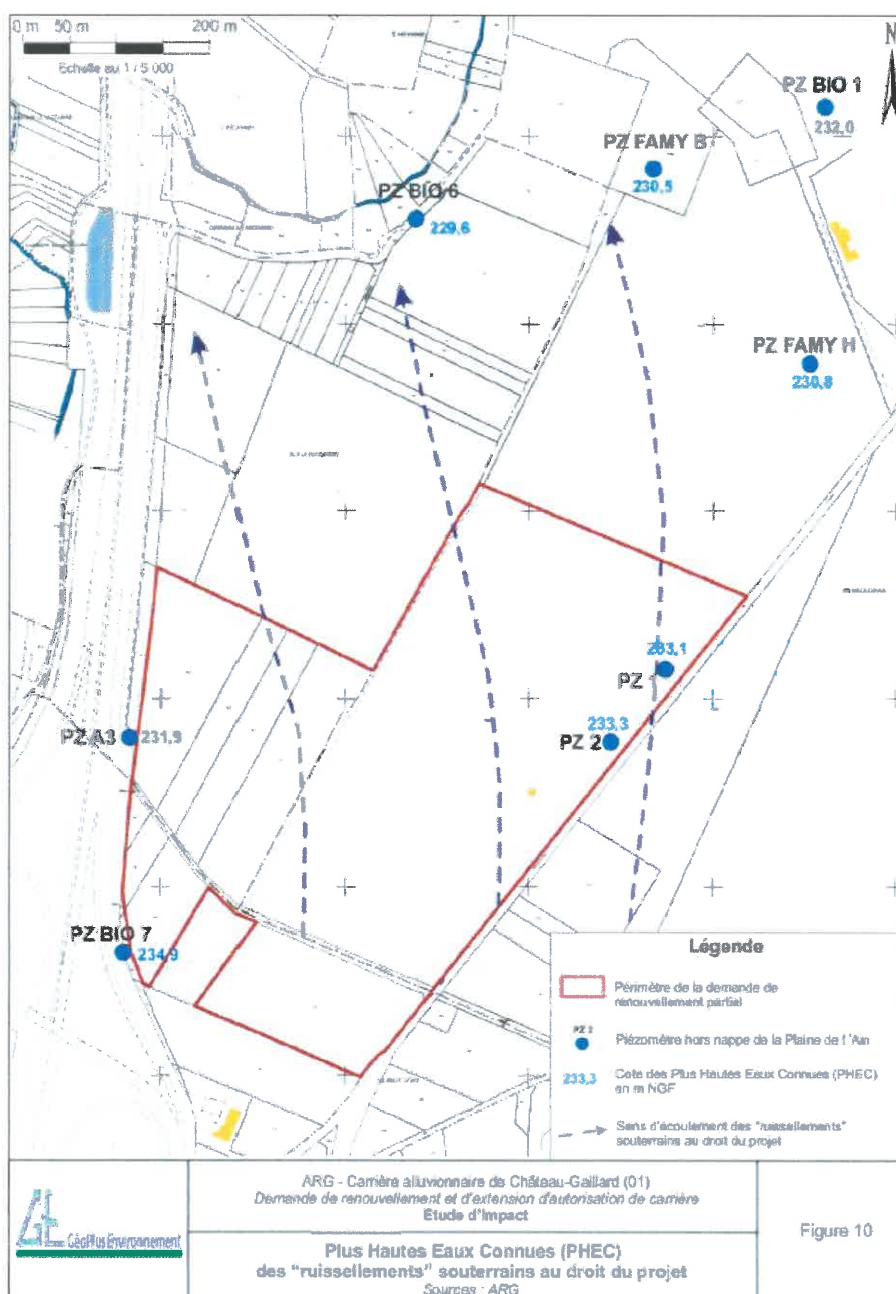 0 m 50 m 200 m
Echelle au 1 / 5 000
N
PZ BIO 1
232,0
PZ FAMY B
230,5
PZ BIO 6
229,6
PZ FAMY H
230,8
233,1
PZ 1
233,3
PZ 2
PZ A3
231,9
PZ BIO 7
234,9
Légende
Périmètre de la demande de
renouvellement partiel
PZ 2
Piézomètre hors nappe de la Plaine de l'Ain
233,3
Cote des Plus Hautes Eaux Connues (PHEC)
en m NGF
Sens d'écoulement des "ruissellements"
souterrains au droit du projet
GéoPlusEnvironnement
ARG - Carrière alluvionnaire de Château-Gaillard (01)
Demande de renouvellement et d'extension d'autorisation de carrière
Etude d'Impact
Plus Hautes Eaux Connues (PHEC)
des "ruissellements" souterrains au droit du projet
Sources : ARG
Figure 10